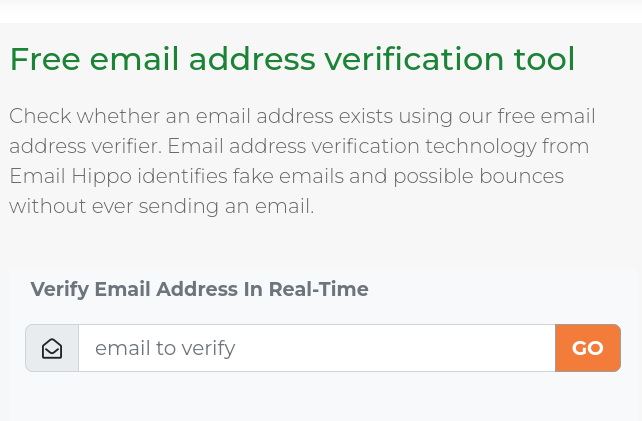 Free email address verification tool
Check whether an email address exists using our free email
address verifier. Email address verification technology from
Email Hippo identifies fake emails and possible bounces
without ever sending an email.
Verify Email Address In Real-Time
email to verify
GO